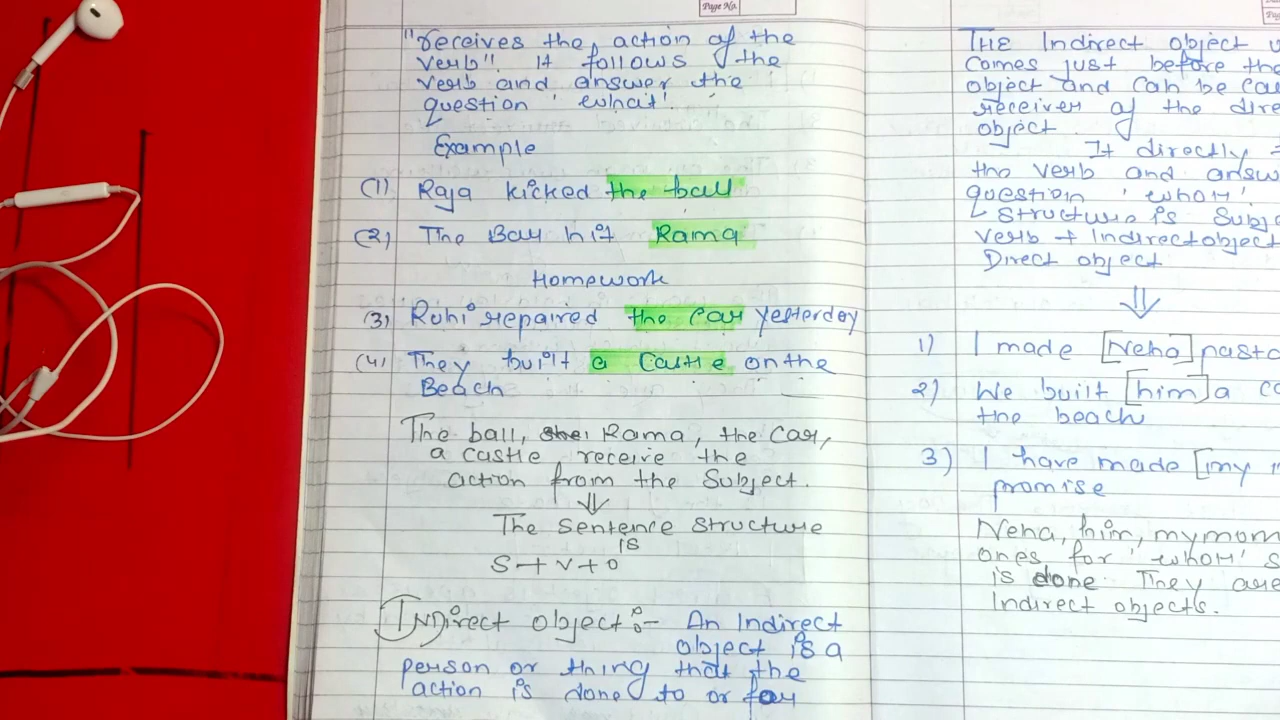 Page No.
"receives the action of the
verb" It follows the
verb and answer the
question 'what'.
Example
(1) Raja kicked the ball
(2) The Boy hit Rama
Homework
(3) Rohi repaired the car yesterday
(4) They built a castle on the
Beach
The ball, Rama, the car,
a castle receive the
action from the Subject.
⇓
The sentence structure
is
S + V + O
Indirect object :- An Indirect
object is a
person or thing that the
action is done to or for
THE Indirect object
comes just before the
object and can be
receiver of the
object.
It directly
the verb and
question 'whom'
Structure is
Verb + Indirect object
Direct object
⇓
1) I made [Neha]
2) We built [him] a
the beach
3) I have made [my
promise
Neha, him, my mom
ones for 'whom'
is done They are
Indirect objects.